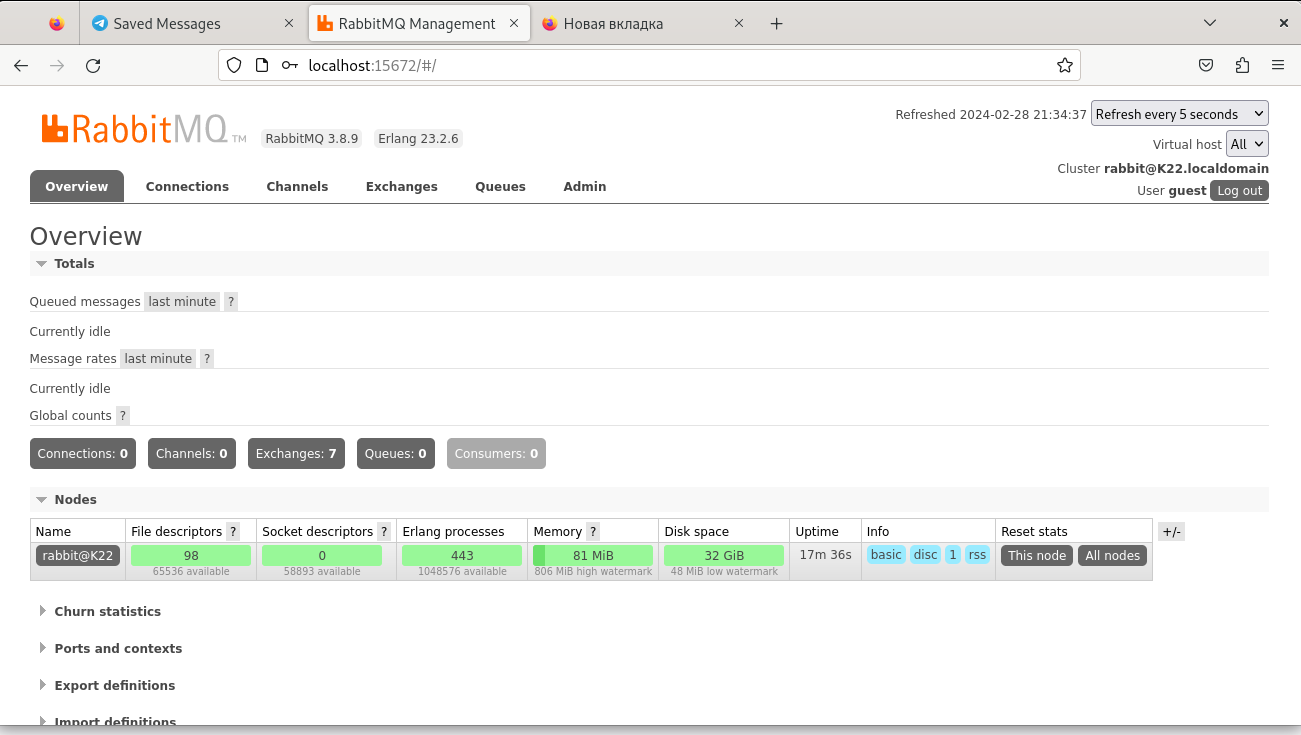 Saved Messages
RabbitMQ Management
Новая вкладка
localhost:15672/#/
RabbitMQ TM
RabbitMQ 3.8.9
Erlang 23.2.6
Refreshed 2024-02-28 21:34:37 Refresh every 5 seconds
Virtual host All
Cluster rabbit@K22.localdomain
User guest Log out
Overview Connections Channels Exchanges Queues Admin
Overview
Totals
Queued messages last minute ?
Currently idle
Message rates last minute ?
Currently idle
Global counts ?
Connections: 0 Channels: 0 Exchanges: 7 Queues: 0 Consumers: 0
Nodes
Name File descriptors ? Socket descriptors ? Erlang processes Memory ? Disk space Uptime Info Reset stats +/-
rabbit@K22 98 0 443 81 MiB 32 GiB 17m 36s basic disc 1 rss This node All nodes
65536 available 58893 available 1048576 available 806 MiB high watermark 48 MiB low watermark
Churn statistics
Ports and contexts
Export definitions
Import definitions